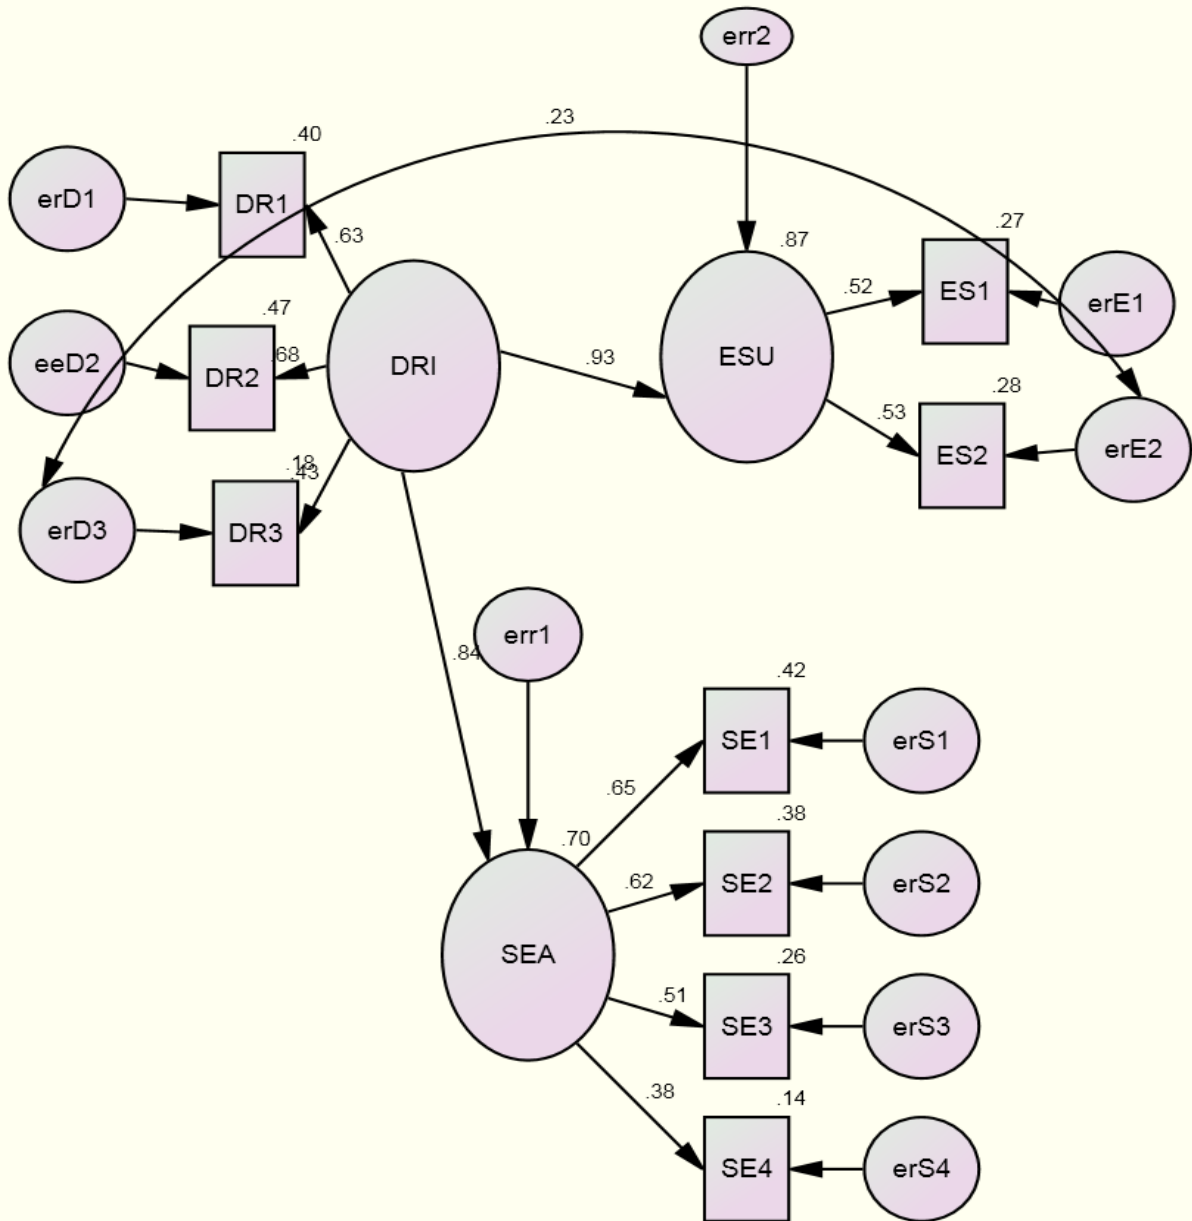 err2
.23
.40
erD1
DR1
.63
.87
.27
ES1
.52
erE1
.47
eeD2
DR2
.68
DRI
.93
ESU
.28
.53
ES2
erE2
.18
.43
erD3
DR3
err1
.84
.42
SE1
erS1
.65
.70
.38
.62
SE2
erS2
SEA
.26
.51
SE3
erS3
.38
.14
SE4
erS4